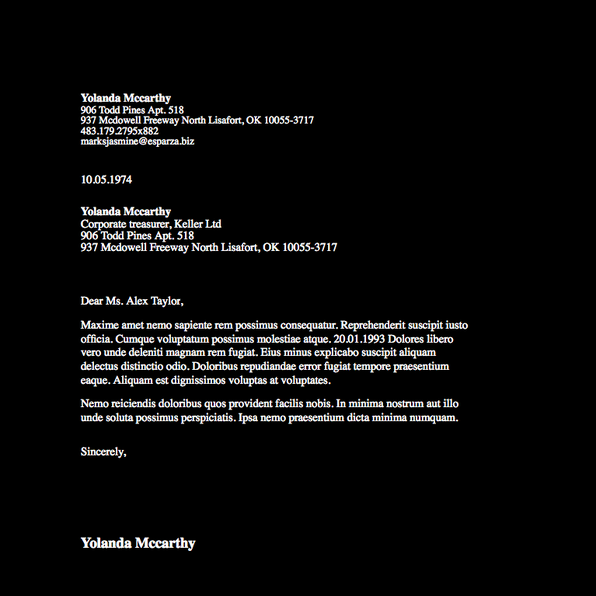 Yolanda Mccarthy
906 Todd Pines Apt. 518
937 Mcdowell Freeway North Lisafort, OK 10055-3717
483.179.2795x882
marksjasmine@esparza.biz
10.05.1974
Yolanda Mccarthy
Corporate treasurer, Keller Ltd
906 Todd Pines Apt. 518
937 Mcdowell Freeway North Lisafort, OK 10055-3717
Dear Ms. Alex Taylor,
Maxime amet nemo sapiente rem possimus consequatur. Reprehenderit suscipit iusto
officia. Cumque voluptatum possimus molestiae atque. 20.01.1993 Dolores libero
vero unde deleniti magnam rem fugiat. Eius minus explicabo suscipit aliquam
delectus distinctio odio. Doloribus repudiandae error fugiat tempore praesentium
eaque. Aliquam est dignissimos voluptas at voluptates.
Nemo reiciendis doloribus quos provident facilis nobis. In minima nostrum aut illo
unde soluta possimus perspiciatis. Ipsa nemo praesentium dicta minima numquam.
Sincerely,
Yolanda Mccarthy